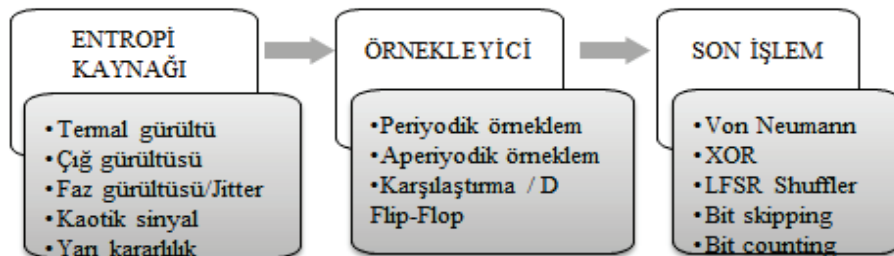 ENTROPİ
KAYNAĞI
• Termal gürültü
• Çığ gürültüsü
• Faz gürültüsü/Jitter
• Kaotik sinyal
• Yarı kararlılık
ÖRNEKLEYİCİ
•Periyodik örneklem
•Aperiyodik örneklem
•Karşılaştırma / D
Flip-Flop
SON İŞLEM
• Von Neumann
• XOR
• LFSR Shuffler
• Bit skipping
• Bit counting